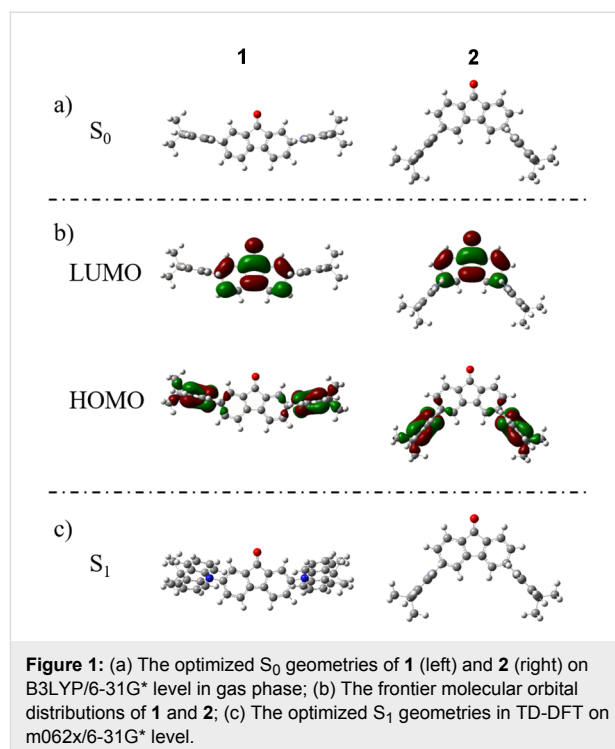 1 2
a)
S₀
b)
LUMO
HOMO
c)
S₁
Figure 1: (a) The optimized S₀ geometries of 1 (left) and 2 (right) on
B3LYP/6-31G* level in gas phase; (b) The frontier molecular orbital
distributions of 1 and 2; (c) The optimized S₁ geometries in TD-DFT on
m062x/6-31G* level.